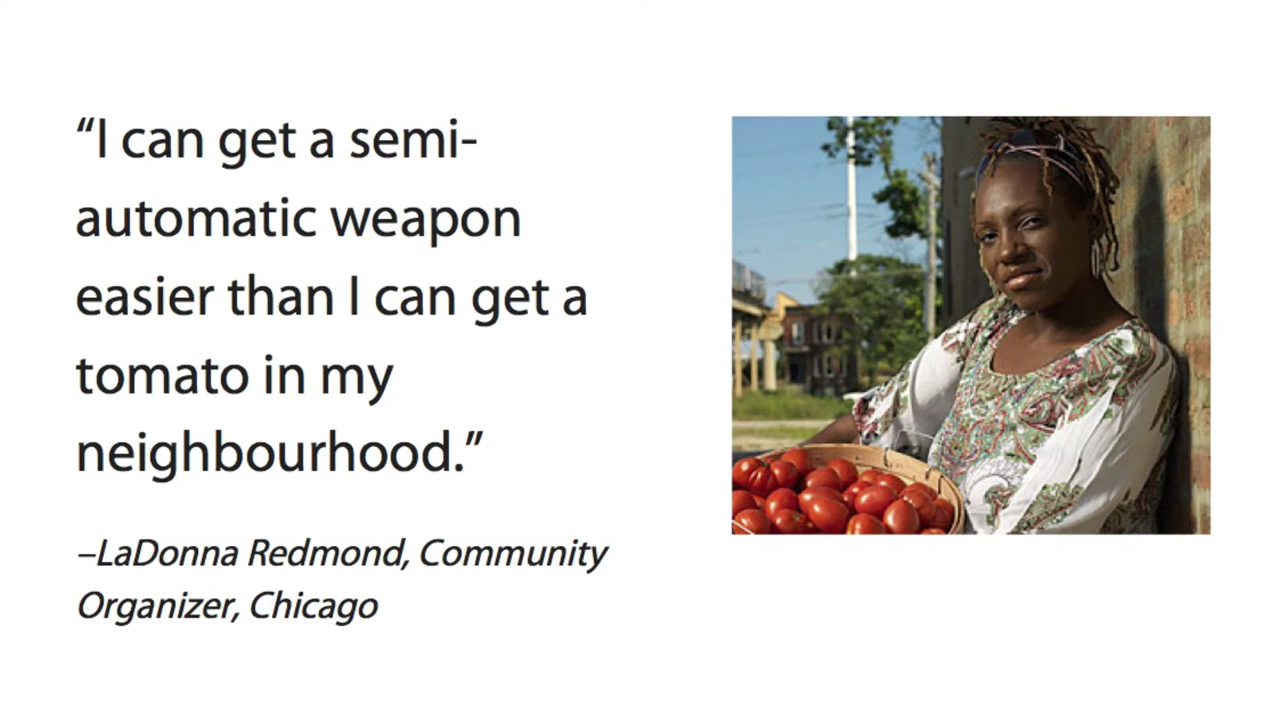 “I can get a semi-
automatic weapon
easier than I can get a
tomato in my
neighbourhood.”
–LaDonna Redmond, Community
Organizer, Chicago